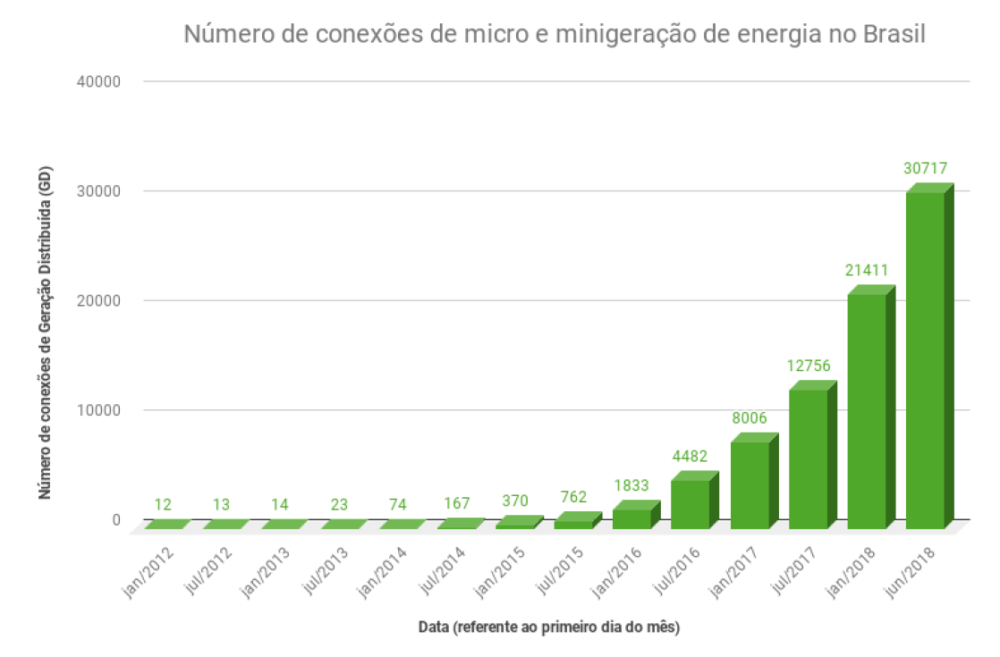 Número de conexões de micro e minigeração de energia no Brasil
Número de conexões de Geração Distribuída (GD)
40000
30000
20000
10000
0
12
13
14
23
74
167
370
762
1833
4482
8006
12756
21411
30717
jan/2012
jul/2012
jan/2013
jul/2013
jan/2014
jul/2014
jan/2015
jul/2015
jan/2016
jul/2016
jan/2017
jul/2017
jan/2018
jun/2018
Data (referente ao primeiro dia do mês)